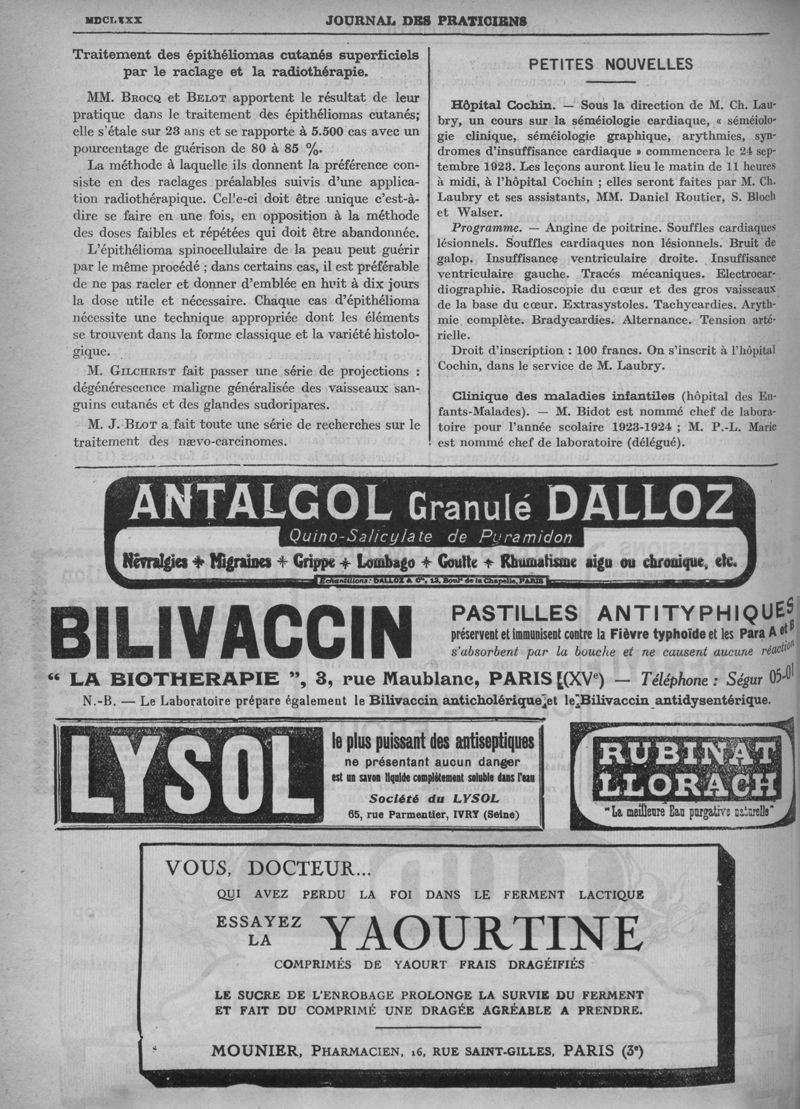 MDCLXXX
JOURNAL DES PRATICIENS
Traitement des épithéliomas cutanés superficiels
par le raclage et la radiothérapie.
MM. BROCQ et BELOT apportent le résultat de leur
pratique dans le traitement des épithéliomas cutanés;
elle s'étale sur 23 ans et se rapporte à 5.500 cas avec un
pourcentage de guérison de 80 à 85 %.
La méthode à laquelle ils donnent la préférence con-
siste en des raclages préalables suivis d'une applica-
tion radiothérapique. Celle-ci doit être unique c'est-à-
dire se faire en une fois, en opposition à la méthode
des doses faibles et répétées qui doit être abandonnée.
L'épithélioma spinocellulaire de la peau peut guérir
par le même procédé ; dans certains cas, il est préférable
de ne pas racler et donner d'emblée en huit à dix jours
la dose utile et nécessaire. Chaque cas d'épithélioma
nécessite une technique appropriée dont les éléments
se trouvent dans la forme classique et la variété histolo-
gique.
M. GILCHRIST fait passer une série de projections :
dégénérescence maligne généralisée des vaisseaux san-
guins cutanés et des glandes sudoripares.
M. J. BLOT a fait toute une série de recherches sur le
traitement des nævo-carcinomes.
PETITES NOUVELLES
Hôpital Cochin. — Sous la direction de M. Ch. Lau-
bry, un cours sur la séméiologie cardiaque, « séméiolo-
gie clinique, séméiologie graphique, arythmies, syn-
dromes d'insuffisance cardiaque » commencera le 24 sep-
tembre 1923. Les leçons auront lieu le matin de 11 heures
à midi, à l'hôpital Cochin ; elles seront faites par M. Ch.
Laubry et ses assistants, MM. Daniel Routier, S. Bloch
et Walser.
Programme. — Angine de poitrine. Souffles cardiaques
lésionnels. Souffles cardiaques non lésionnels. Bruit de
galop. Insuffisance ventriculaire droite. Insuffisance
ventriculaire gauche. Tracés mécaniques. Electrocar-
diographie. Radioscopie du cœur et des gros vaisseaux
de la base du cœur. Extrasystoles. Tachycardies. Aryth-
mie complète. Bradycardies. Alternance. Tension arté-
rielle.
Droit d'inscription : 100 francs. On s'inscrit à l'hôpital
Cochin, dans le service de M. Laubry.
Clinique des maladies infantiles (hôpital des En-
fants-Malades). — M. Bidot est nommé chef de labora-
toire pour l'année scolaire 1923-1924 ; M. P.-L. Marie
est nommé chef de laboratoire (délégué).
ANTALGOL Granulé DALLOZ
Quino-Salicylate de Pyramidon
Névralgies + Migraines + Grippe + Lombago + Goutte + Rhumatisme aigu ou chronique, etc.
Echantillons: DALLOZ & Cie, 13, Bould de la Chapelle, PARIS
BILIVACCIN
PASTILLES ANTITYPHIQUES
préservent et immunisent contre la Fièvre typhoïde et les Para A et B
s'absorbent par la bouche et ne causent aucune réaction
“ LA BIOTHERAPIE ”, 3, rue Maublanc, PARIS (XVe) — Téléphone : Ségur 05-01
N.-B. — Le Laboratoire prépare également le Bilivaccin anticholérique et le Bilivaccin antidysentérique.
LYSOL
le plus puissant des antiseptiques
ne présentant aucun danger
est un savon liquide complètement soluble dans l'eau
Société du LYSOL
65, rue Parmentier, IVRY (Seine)
RUBINAT
LLORACH
"La meilleure Eau purgative naturelle"
VOUS, DOCTEUR...
QUI AVEZ PERDU LA FOI DANS LE FERMENT LACTIQUE
ESSAYEZ
LA
YAOURTINE
COMPRIMÉS DE YAOURT FRAIS DRAGÉIFIÉS
LE SUCRE DE L'ENROBAGE PROLONGE LA SURVIE DU FERMENT
ET FAIT DU COMPRIMÉ UNE DRAGÉE AGRÉABLE A PRENDRE.
MOUNIER, PHARMACIEN, 16, RUE SAINT-GILLES, PARIS (3e)